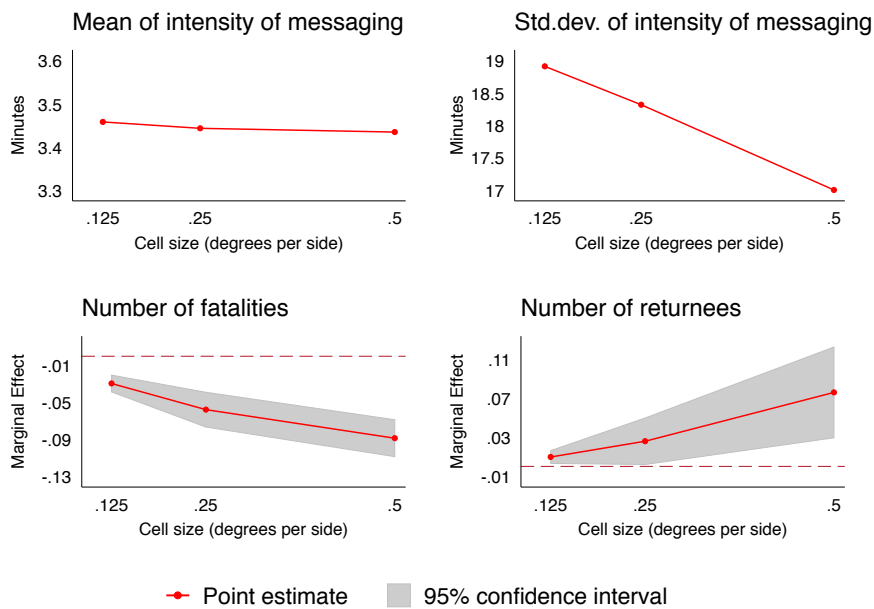 Mean of intensity of messaging
Minutes
3.6
3.5
3.4
3.3
.125 .25 .5
Cell size (degrees per side)
Std.dev. of intensity of messaging
Minutes
19
18.5
18
17.5
17
.125 .25 .5
Cell size (degrees per side)
Number of fatalities
Marginal Effect
-.01
-.05
-.09
-.13
.125 .25 .5
Cell size (degrees per side)
Number of returnees
Marginal Effect
.11
.07
.03
-.01
.125 .25 .5
Cell size (degrees per side)
Point estimate 95% confidence interval